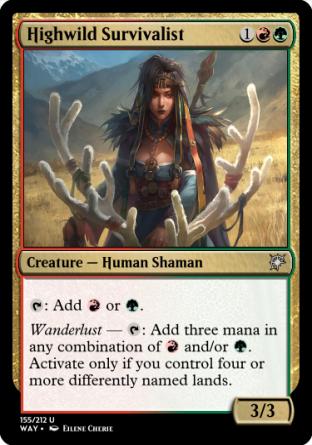 Highwild Survivalist 1
Creature — Human Shaman
: Add or .
Wanderlust — : Add three mana in
any combination of and/or .
Activate only if you control four or
more differently named lands.
3/3
155/212 U
WAY • Eilene Cherie